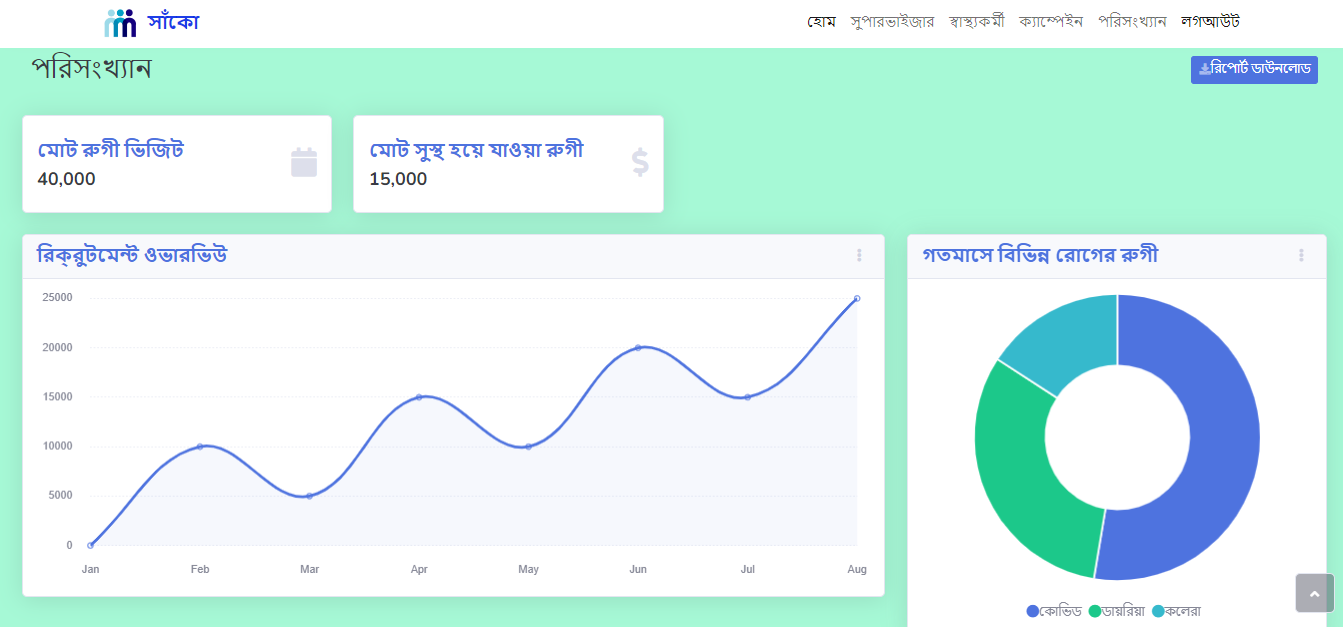 সাঁকো
হোম সুপারভাইজার স্বাস্থ্যকর্মী ক্যাম্পেইন পরিসংখ্যান লগআউট
পরিসংখ্যান
রিপোর্ট ডাউনলোড
মোট রুগী ভিজিট
40,000
মোট সুস্থ হয়ে যাওয়া রুগী
15,000
রিক্রুটমেন্ট ওভারভিউ
25000
20000
15000
10000
5000
0
Jan Feb Mar Apr May Jun Jul Aug
গতমাসে বিভিন্ন রোগের রুগী
কোভিড ডায়রিয়া কলেরা